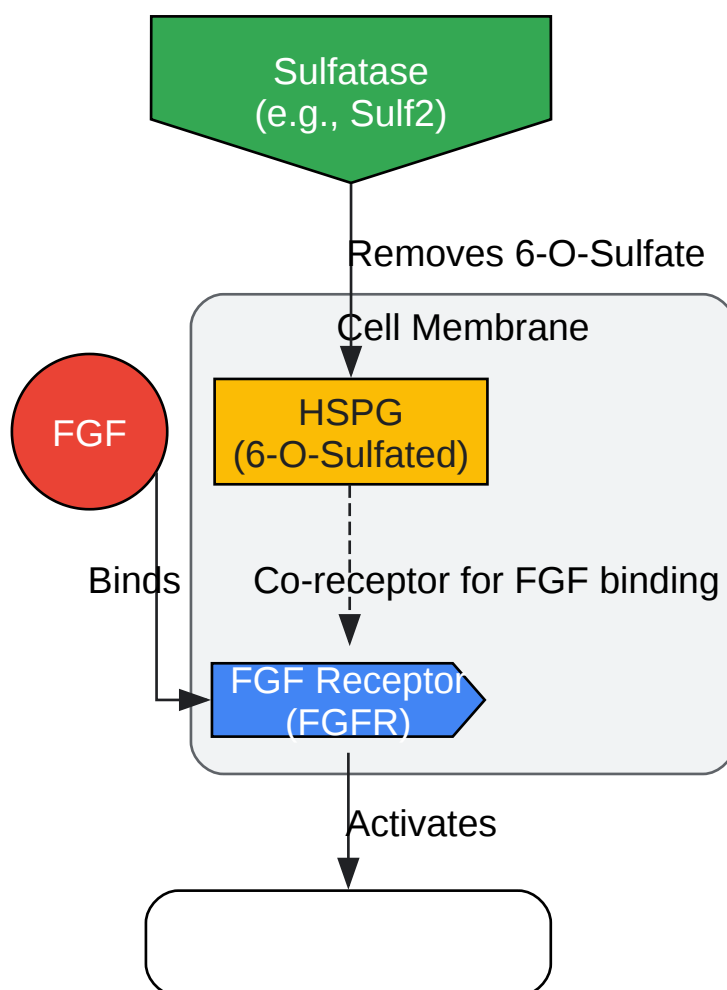 Sulfatase
(e.g., Sulf2)
Removes 6-O-Sulfate
Cell Membrane
HSPG
(6-O-Sulfated)
FGF
Binds
Co-receptor for FGF binding
FGF Receptor
(FGFR)
Activates